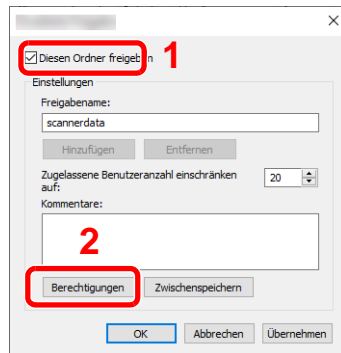 Diesen Ordner freigeben
1
Einstellungen
Freigabename:
scannerdata
Hinzufügen Entfernen
Zugelassene Benutzeranzahl einschränken auf: 20
Kommentare:
2
Berechtigungen Zwischenspeichern
OK Abbrechen Übernehmen